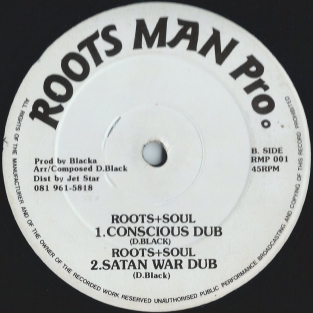 ROOTS MAN Pro.
Prod by Blacka
Arr/Composed D.Black
Dist by Jet Star
081 961-5818
B. SIDE
RMP 001
45RPM
ROOTS+SOUL
1.CONSCIOUS DUB
(D.BLACK)
ROOTS+SOUL
2.SATAN WAR DUB
(D.Black)
ALL RIGHTS OF THE MANUFACTURER AND OF THE OWNER OF THE RECORDED WORK RESERVED UNAUTHORISED PUBLIC PERFORMANCE BROADCASTING AND COPYING OF THIS RECORD PROHIBITED